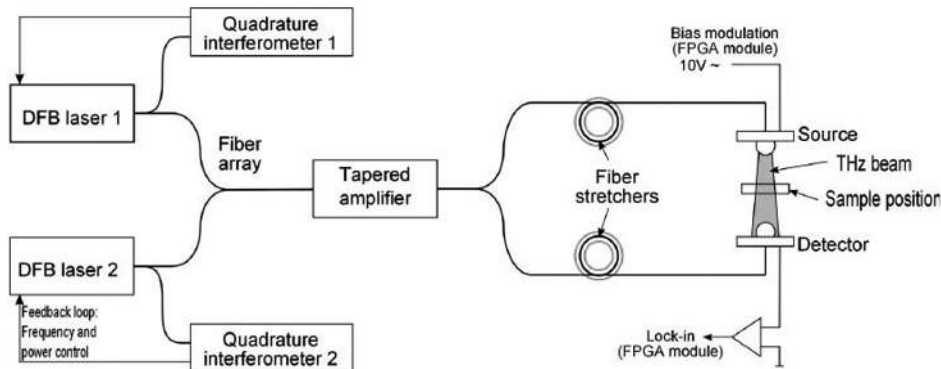 Quadrature
interferometer 1
DFB laser 1
Fiber
array
Tapered
amplifier
DFB laser 2
Feedback loop:
Frequency and
power control
Quadrature
interferometer 2
Fiber
stretchers
Bias modulation
(FPGA module)
10V ~
Source
THz beam
Sample position
Detector
Lock-in
(FPGA module)